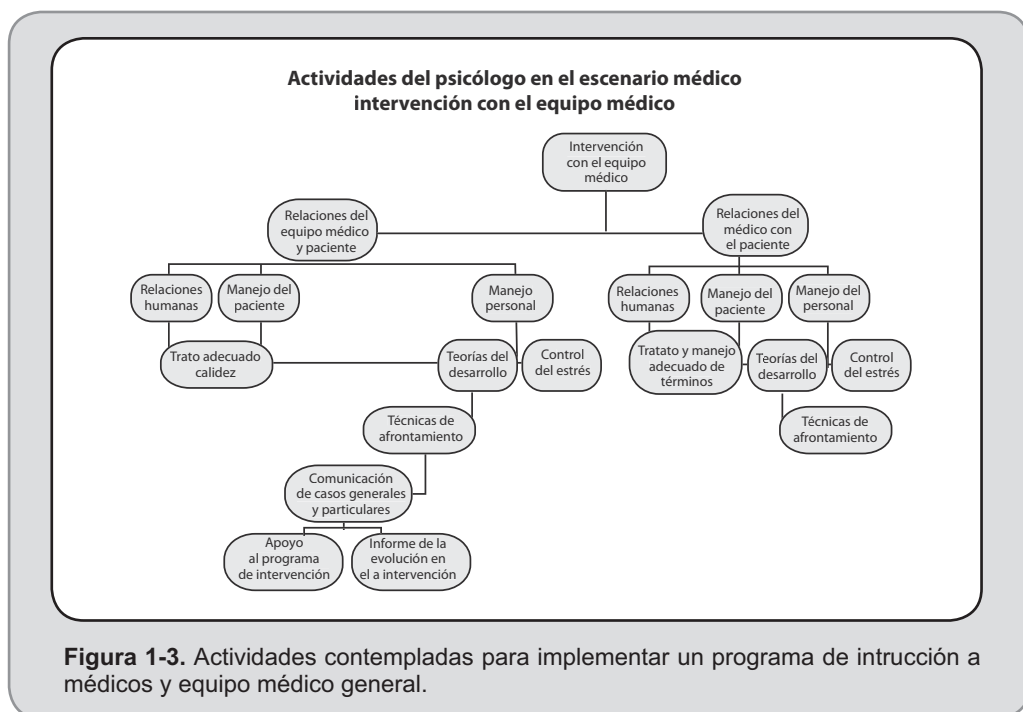 Actividades del psicólogo en el escenario médico
intervención con el equipo médico
Intervención
con el equipo
médico
Relaciones del
equipo médico
y paciente
Relaciones del
médico con
el paciente
Relaciones
humanas
Manejo del
paciente
Manejo
personal
Relaciones
humanas
Manejo del
paciente
Manejo del
personal
Trato adecuado
calidez
Teorías del
desarrollo
Control
del estrés
Tratato y manejo
adecuado de
términos
Teorías del
desarrollo
Control
del estrés
Técnicas de
afrontamiento
Técnicas de
afrontamiento
Comunicación
de casos generales
y particulares
Apoyo
al programa
de intervención
Informe de la
evolución en
el a intervención
Figura 1-3. Actividades contempladas para implementar un programa de intrucción a
médicos y equipo médico general.